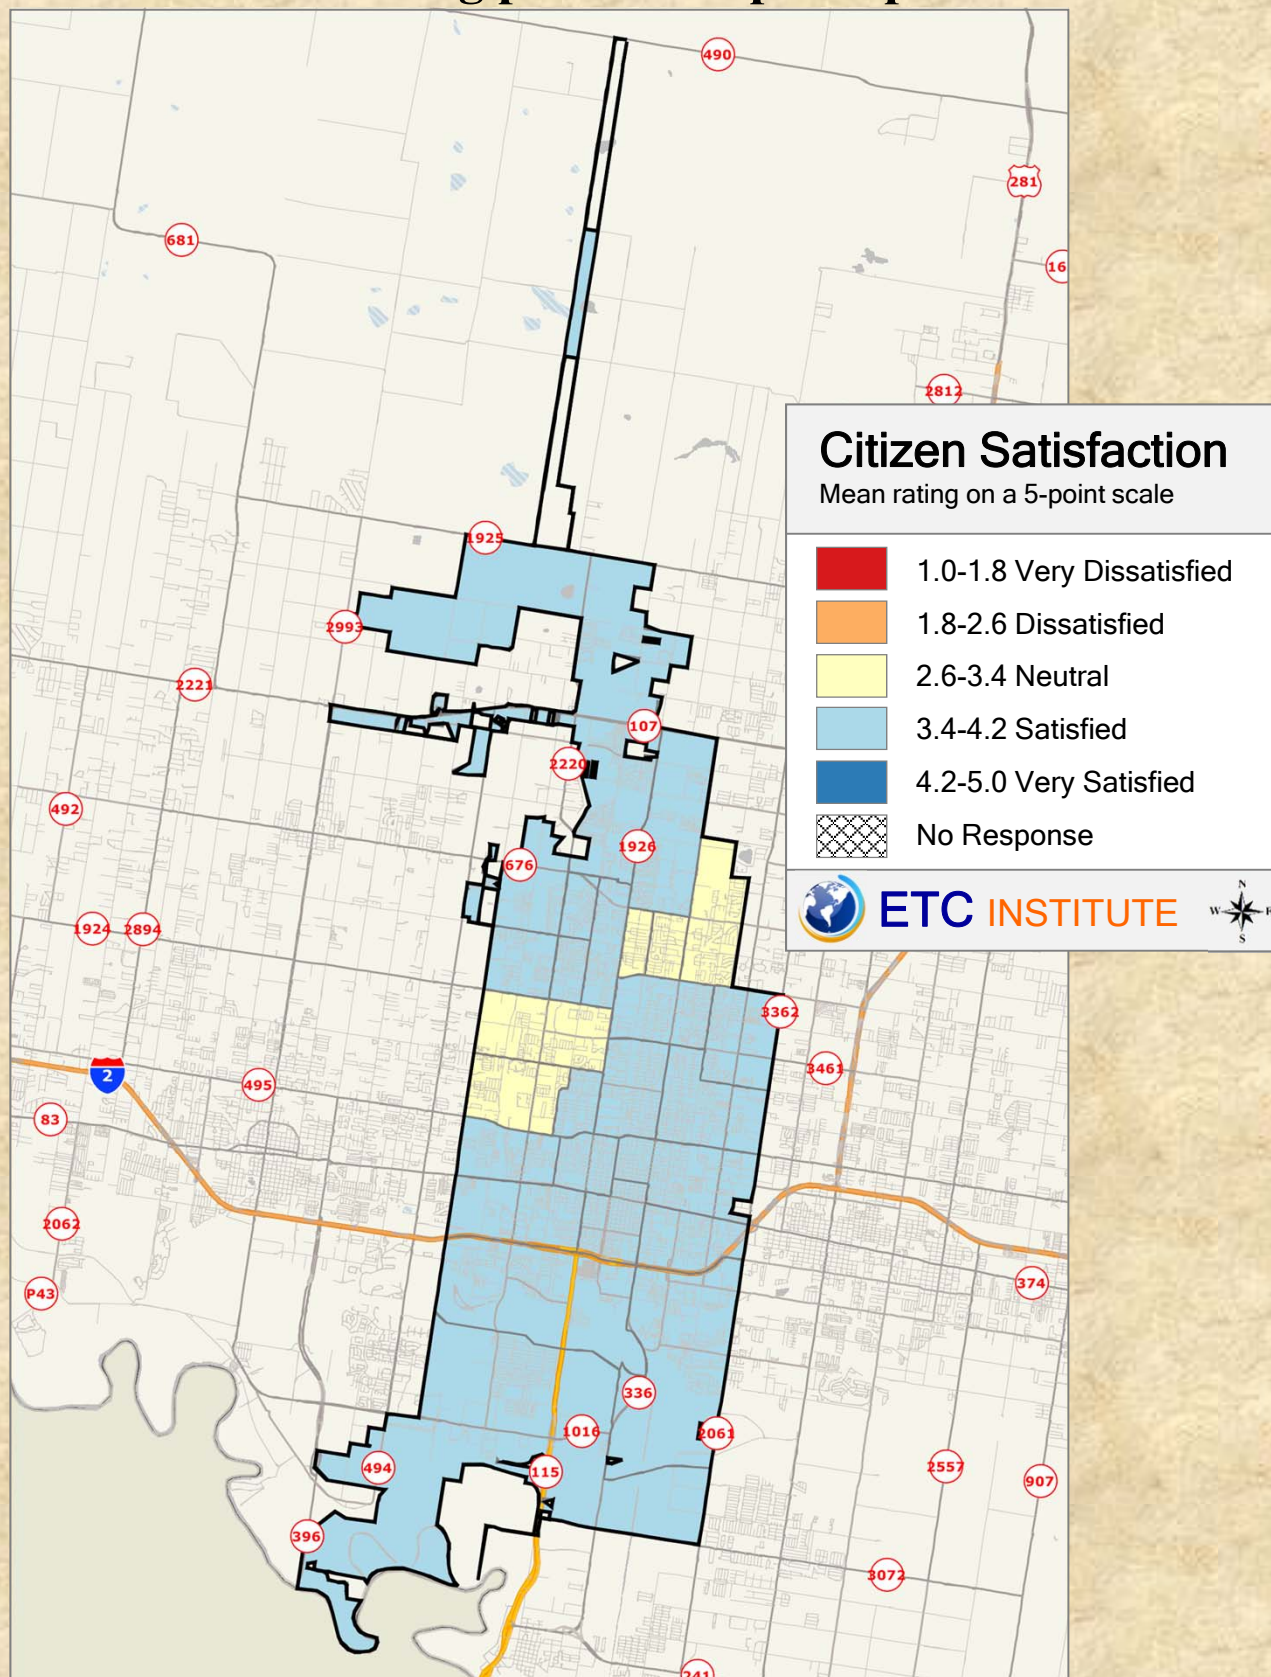 490
281
681
16
2812
Citizen Satisfaction
Mean rating on a 5-point scale
1.0-1.8 Very Dissatisfied
1.8-2.6 Dissatisfied
2.6-3.4 Neutral
3.4-4.2 Satisfied
4.2-5.0 Very Satisfied
No Response
ETC INSTITUTE
N
W E
S
1925
2993
2221
107
2220
492
1926
676
1924
2894
3362
2
3461
495
83
2062
374
P43
336
1016
2061
494
115
2557
907
396
3072
241